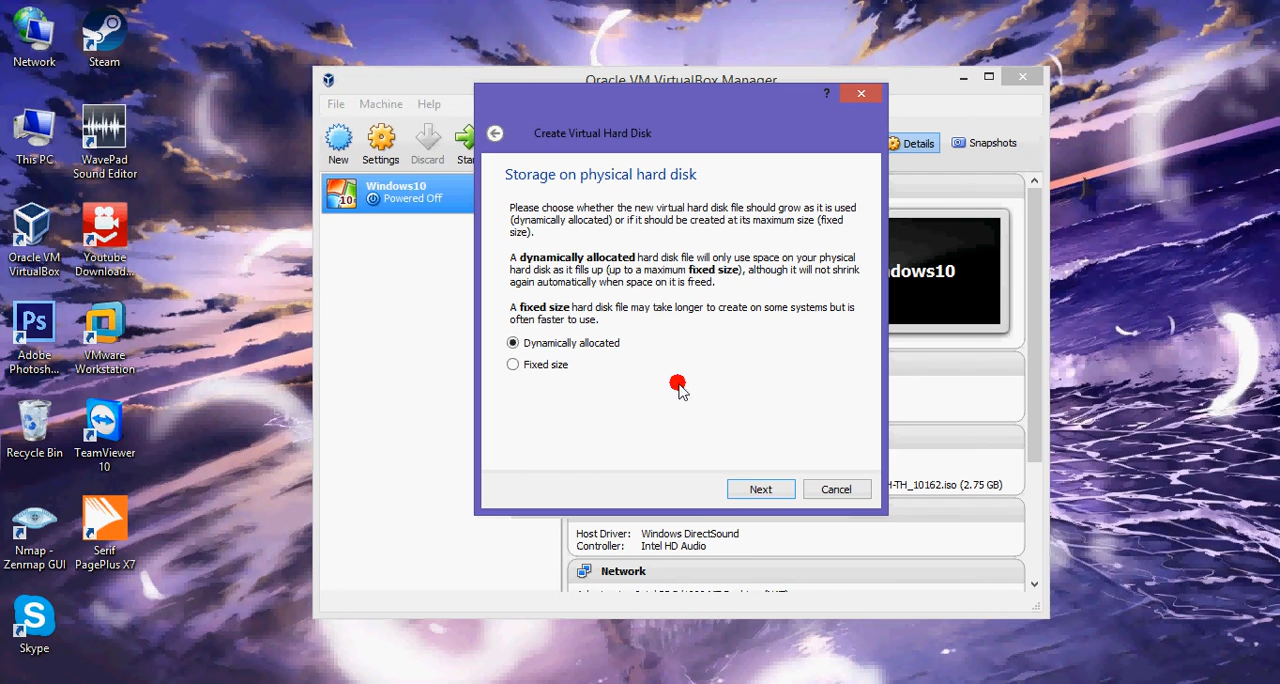 Network
Steam
This PC
WavePad
Sound Editor
Oracle VM
VirtualBox
Youtube
Download...
Ps
Adobe
Photosh...
VMware
Workstation
Recycle Bin
TeamViewer
10
Nmap -
Zenmap GUI
Serif
PagePlus X7
Skype
Oracle VM VirtualBox Manager
File Machine Help
New Settings Discard Star
Details Snapshots
10
Windows10
Powered Off
? 
Create Virtual Hard Disk
Storage on physical hard disk
Please choose whether the new virtual hard disk file should grow as it is used
(dynamically allocated) or if it should be created at its maximum size (fixed
size).
A dynamically allocated hard disk file will only use space on your physical
hard disk as it fills up (up to a maximum fixed size), although it will not shrink
again automatically when space on it is freed.
A fixed size hard disk file may take longer to create on some systems but is
often faster to use.
Dynamically allocated
Fixed size
Next Cancel
dows10
H-TH_10162.iso (2.75 GB)
Host Driver: Windows DirectSound
Controller: Intel HD Audio
Network